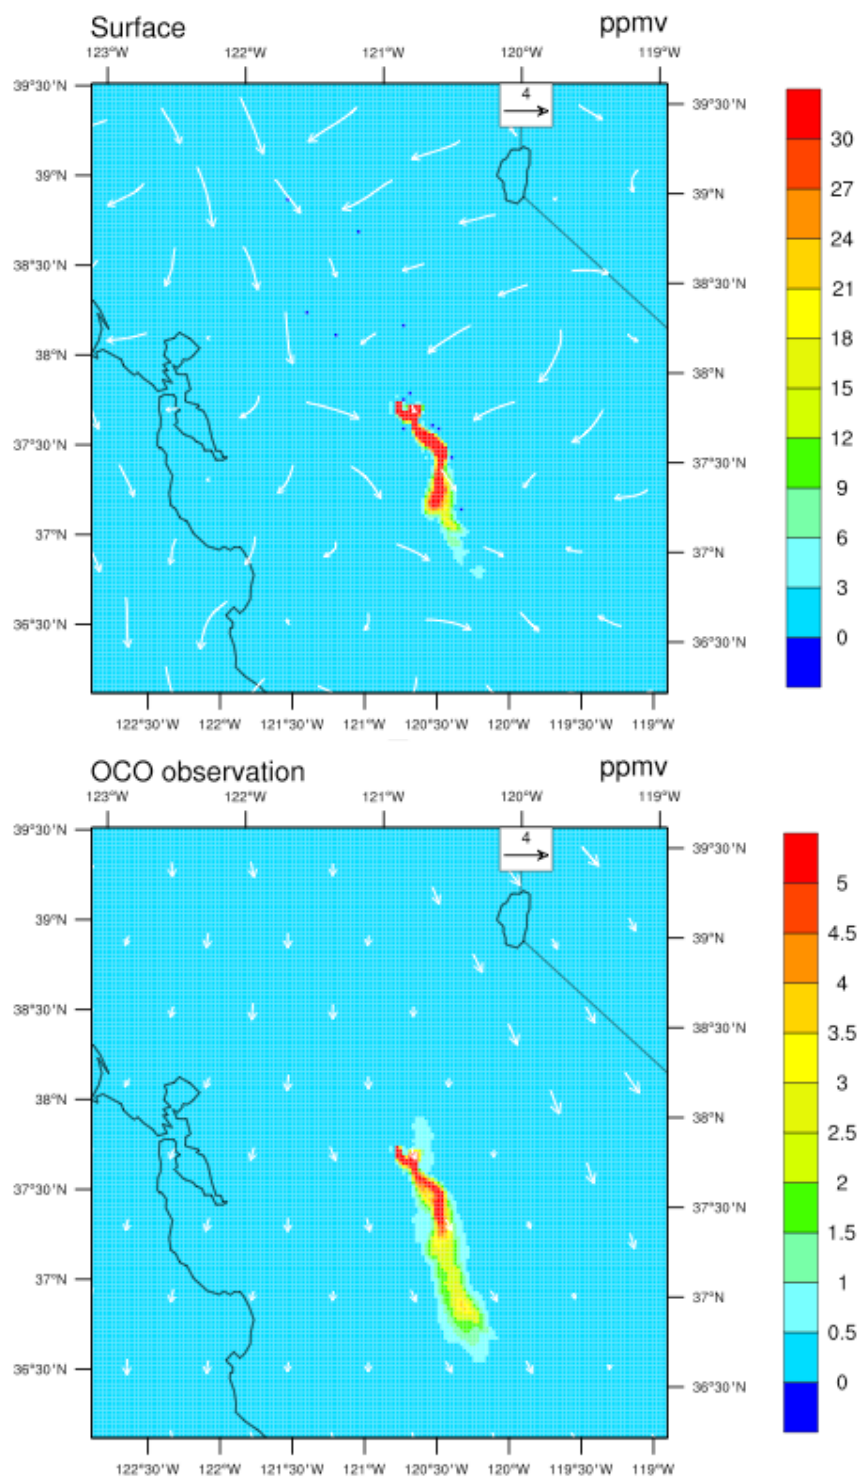 Surface ppmv
123°W 122°W 121°W 120°W 119°W
4
39°30'N 39°30'N
39°N 39°N
38°30'N 38°30'N
38°N 38°N
37°30'N 37°30'N
37°N 37°N
36°30'N 36°30'N
122°30'W 122°W 121°30'W 121°W 120°30'W 120°W 119°30'W 119°W
30
27
24
21
18
15
12
9
6
3
0
OCO observation ppmv
123°W 122°W 121°W 120°W 119°W
4
39°30'N 39°30'N
39°N 39°N
38°30'N 38°30'N
38°N 38°N
37°30'N 37°30'N
37°N 37°N
36°30'N 36°30'N
122°30'W 122°W 121°30'W 121°W 120°30'W 120°W 119°30'W 119°W
5
4.5
4
3.5
3
2.5
2
1.5
1
0.5
0